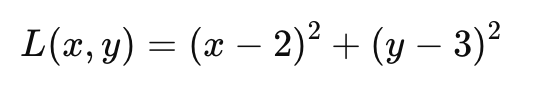 L(x, y) = (x − 2)² + (y − 3)²